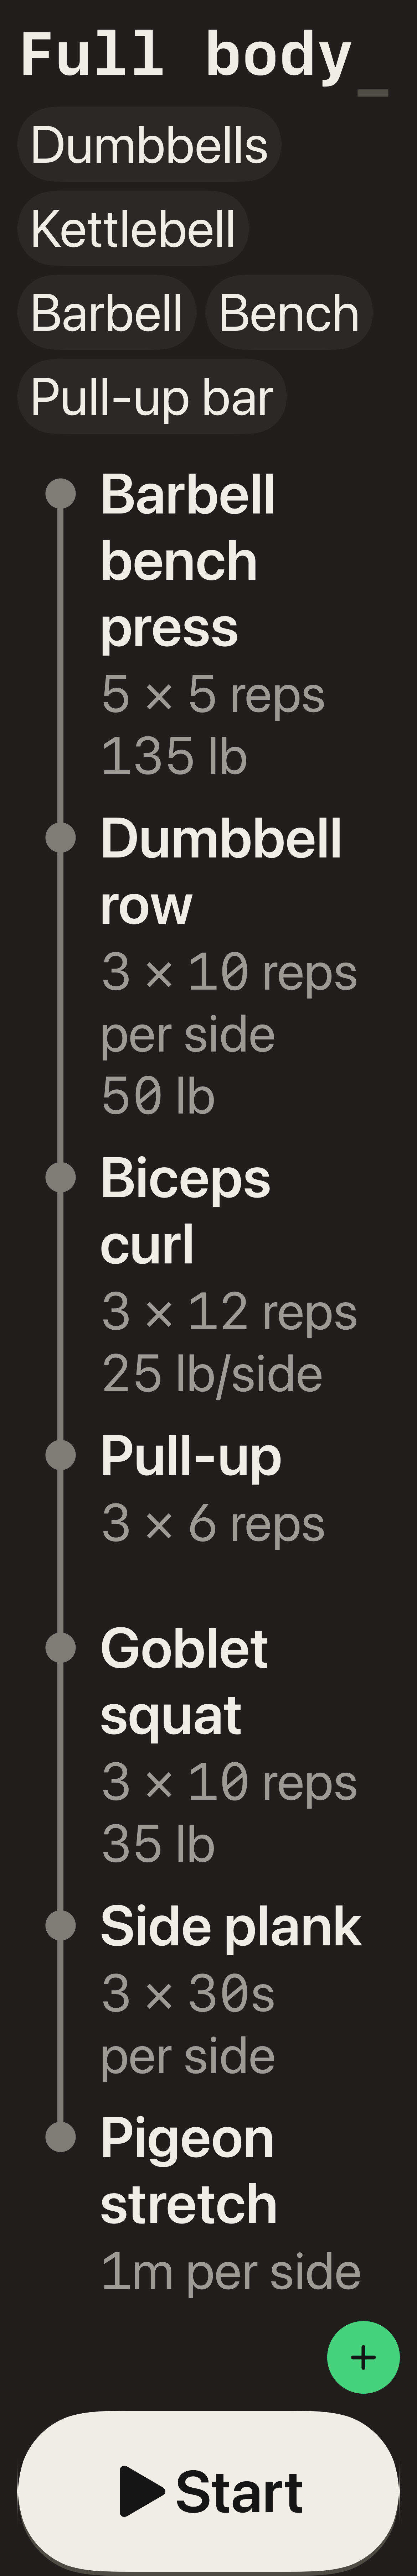 Full body_
Dumbbells
Kettlebell
Barbell Bench
Pull-up bar
Barbell
bench
press
5 × 5 reps
135 lb
Dumbbell
row
3 × 10 reps
per side
50 lb
Biceps
curl
3 × 12 reps
25 lb/side
Pull-up
3 × 6 reps
Goblet
squat
3 × 10 reps
35 lb
Side plank
3 × 30s
per side
Pigeon
stretch
1m per side
+
Start